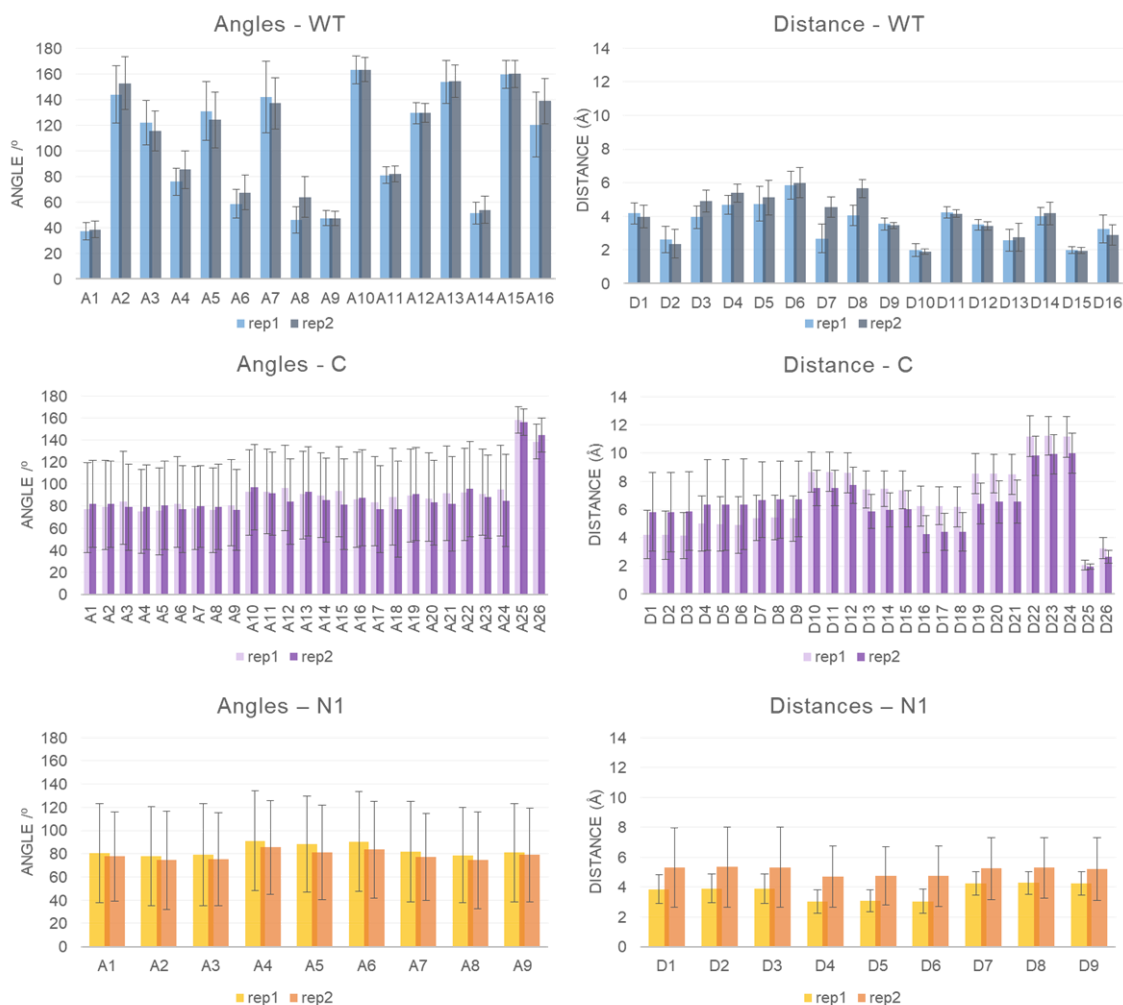 Angles - WT
ANGLE /º
180
160
140
120
100
80
60
40
20
0
A1 A2 A3 A4 A5 A6 A7 A8 A9 A10 A11 A12 A13 A14 A15 A16
rep1 rep2
Distance - WT
DISTANCE (Å)
14
12
10
8
6
4
2
0
D1 D2 D3 D4 D5 D6 D7 D8 D9 D10 D11 D12 D13 D14 D15 D16
rep1 rep2
Angles - C
ANGLE /º
180
160
140
120
100
80
60
40
20
0
A1 A2 A3 A4 A5 A6 A7 A8 A9 A10 A11 A12 A13 A14 A15 A16 A17 A18 A19 A20 A21 A22 A23 A24 A25 A26
rep1 rep2
Distance - C
DISTANCE (Å)
14
12
10
8
6
4
2
0
D1 D2 D3 D4 D5 D6 D7 D8 D9 D10 D11 D12 D13 D14 D15 D16 D17 D18 D19 D20 D21 D22 D23 D24 D25 D26
rep1 rep2
Angles – N1
ANGLE /º
180
160
140
120
100
80
60
40
20
0
A1 A2 A3 A4 A5 A6 A7 A8 A9
rep1 rep2
Distances – N1
DISTANCE (Å)
14
12
10
8
6
4
2
0
D1 D2 D3 D4 D5 D6 D7 D8 D9
rep1 rep2